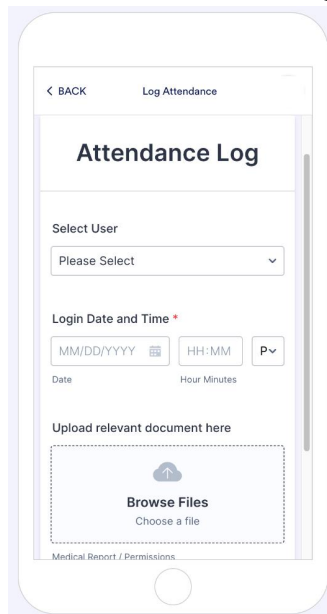 BACK Log Attendance
Attendance Log
Select User
Please Select
Login Date and Time *
MM/DD/YYYY HH:MM P
Date Hour Minutes
Upload relevant document here
Browse Files
Choose a file
Medical Report / Permissions